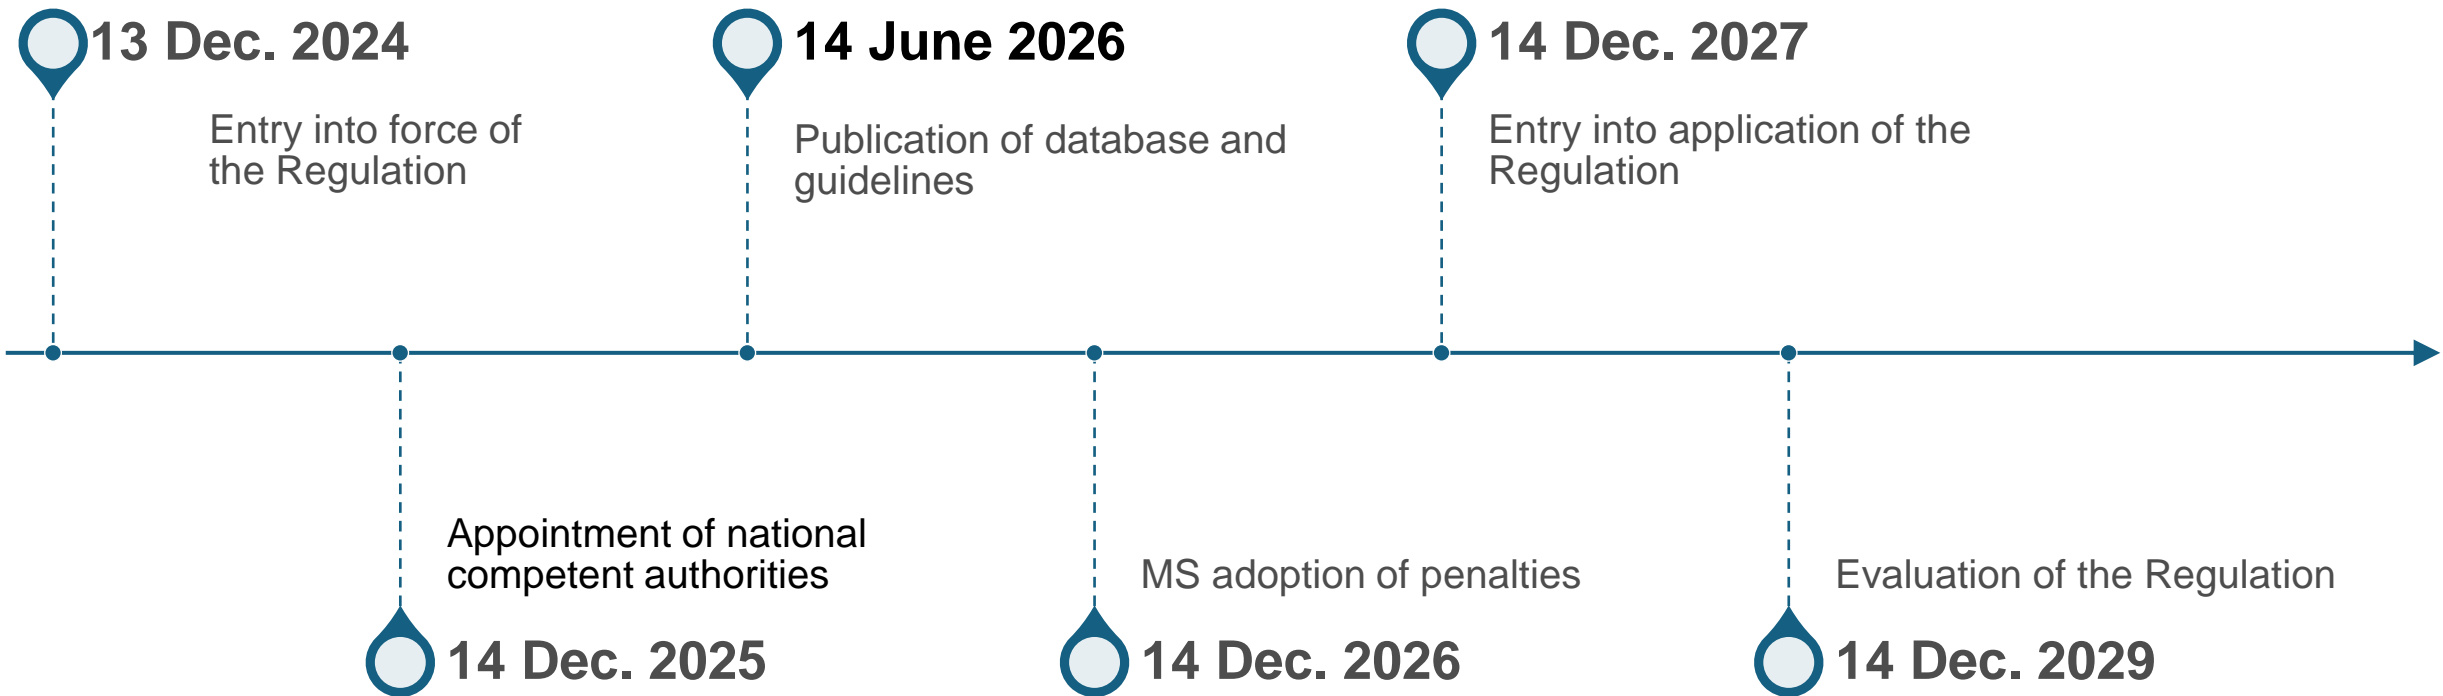 13 Dec. 2024
Entry into force of
the Regulation
14 June 2026
Publication of database and
guidelines
14 Dec. 2027
Entry into application of the
Regulation
Appointment of national
competent authorities
14 Dec. 2025
MS adoption of penalties
14 Dec. 2026
Evaluation of the Regulation
14 Dec. 2029